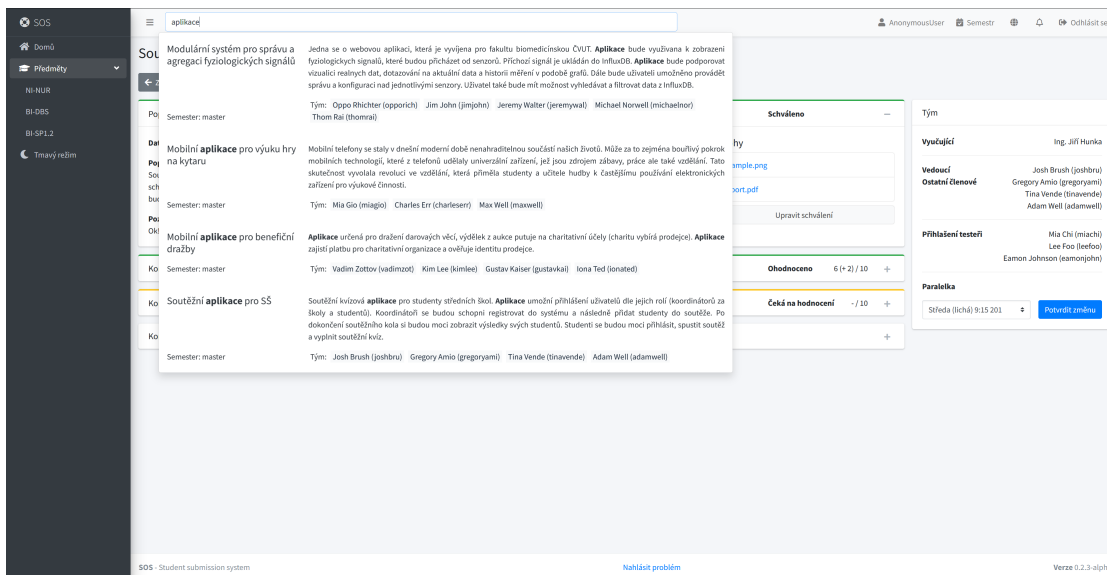 SOS
aplikace
AnonymousUser
Semestr
Odhlásit se
Domů
Předměty
NI-NUR
BI-DBS
BI-SP1.2
Tmavý režim
Modulární systém pro správu a
agregaci fyziologických signálů
Jedna se o webovou aplikaci, která je vyvíjena pro fakultu biomedicínskou ČVUT. Aplikace bude využívana k zobrazení
fyziologyckych signalů, které budou přicházet od senzorů. Příchozí signal je ukládán do InfluxDB. Aplikace bude podporovat
vizualici realnych dat, dotazování na aktuální data a historii měření v podobě grafů. Dále bude uživateli umožněno provádět
správu a konfiguraci nad jednotlivými senzory. Uživatel také bude mít možnost vyhledávat a filtrovat data z InfluxDB.
Semester: master
Tým: Oppo Rhichter (opporich) Jim John (jimjohn) Jeremy Walter (jeremywal) Michael Norwell (michaelnor)
Thom Rai (thomrai)
Mobilní aplikace pro výuku hry
na kytaru
Mobilní telefony se staly v dnešní moderní době nenahraditelnou součástí našich životů. Může za to zejména bouřlivý pokrok
mobilních technologií, které z telefonů udělaly univerzální zařízení, jež jsou zdrojem zábavy, práce ale také vzdělání. Tato
skutečnost vyvolala revoluci ve vzdělání, která přiměla studenty a učitele hudby k častějšímu používání elektronických
zařízení pro výukové činnosti.
Semester: master
Tým: Mia Gio (miagio) Charles Err (charleserr) Max Well (maxwell)
Mobilní aplikace pro benefiční
dražby
Aplikace určená pro dražení darovaých věcí, výdělek z aukce putuje na charitativní účely (charitu vybírá prodejce). Aplikace
zajistí platbu pro charitativní organizace a ověřuje identitu prodejce.
Semester: master
Tým: Vadim Zottov (vadimzot) Kim Lee (kimlee) Gustav Kaiser (gustavkai) Iona Ted (ionated)
Soutěžní aplikace pro SŠ
Soutěžní kvízová aplikace pro studenty středních škol. Aplikace umožní přihlášení uživatelů dle jejich rolí (koordinátorů za
školy a studentů). Koordinátoři se budou schopni registrovat do systému a následně přidat studenty do soutěže. Po
dokončení soutěžního kola si budou moci zobrazit výsledky svých studentů. Studenti se budou moci přihlásit, spustit soutěž
a vyplnit soutěžní kvíz.
Semester: master
Tým: Josh Brush (joshbru) Gregory Amio (gregoryami) Tina Vende (tinavende) Adam Well (adamwell)
Schváleno
ample.png
port.pdf
Upravit schválení
Ohodnoceno 6 (+ 2) / 10
Čeká na hodnocení - / 10
Tým
Vyučující Ing. Jiří Hunka
Vedoucí Josh Brush (joshbru)
Ostatní členové Gregory Amio (gregoryami)
Tina Vende (tinavende)
Adam Well (adamwell)
Přihlášení testeři Mia Chi (miachi)
Lee Foo (leefoo)
Eamon Johnson (eamonjohn)
Paralelka
Středa (lichá) 9:15 201
Potvrdit změnu
SOS - Student submission system
Nahlásit problém
Verze 0.2.3-alph